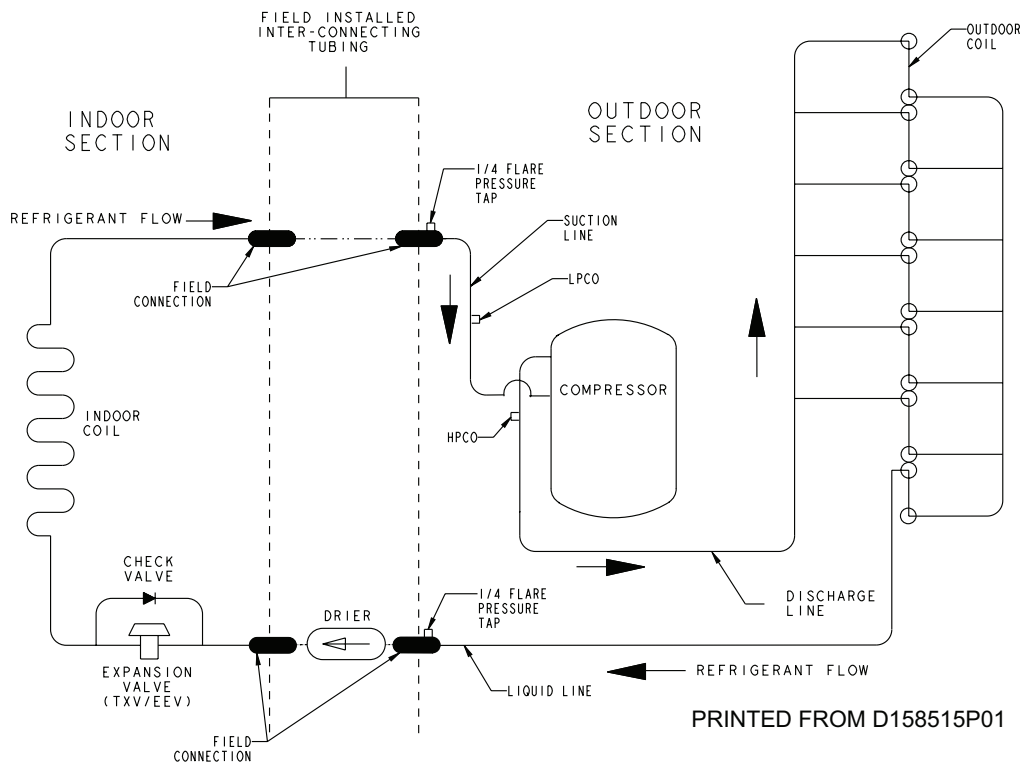 FIELD INSTALLED
INTER-CONNECTING
TUBING
OUTDOOR
COIL
INDOOR
SECTION
OUTDOOR
SECTION
1/4 FLARE
PRESSURE
TAP
REFRIGERANT FLOW
SUCTION
LINE
FIELD
CONNECTION
LPCO
COMPRESSOR
INDOOR
COIL
HPCO
CHECK
VALVE
DRIER
1/4 FLARE
PRESSURE
TAP
DISCHARGE
LINE
EXPANSION
VALVE
(TXV/EEV)
LIQUID LINE
REFRIGERANT FLOW
FIELD
CONNECTION
PRINTED FROM D158515P01